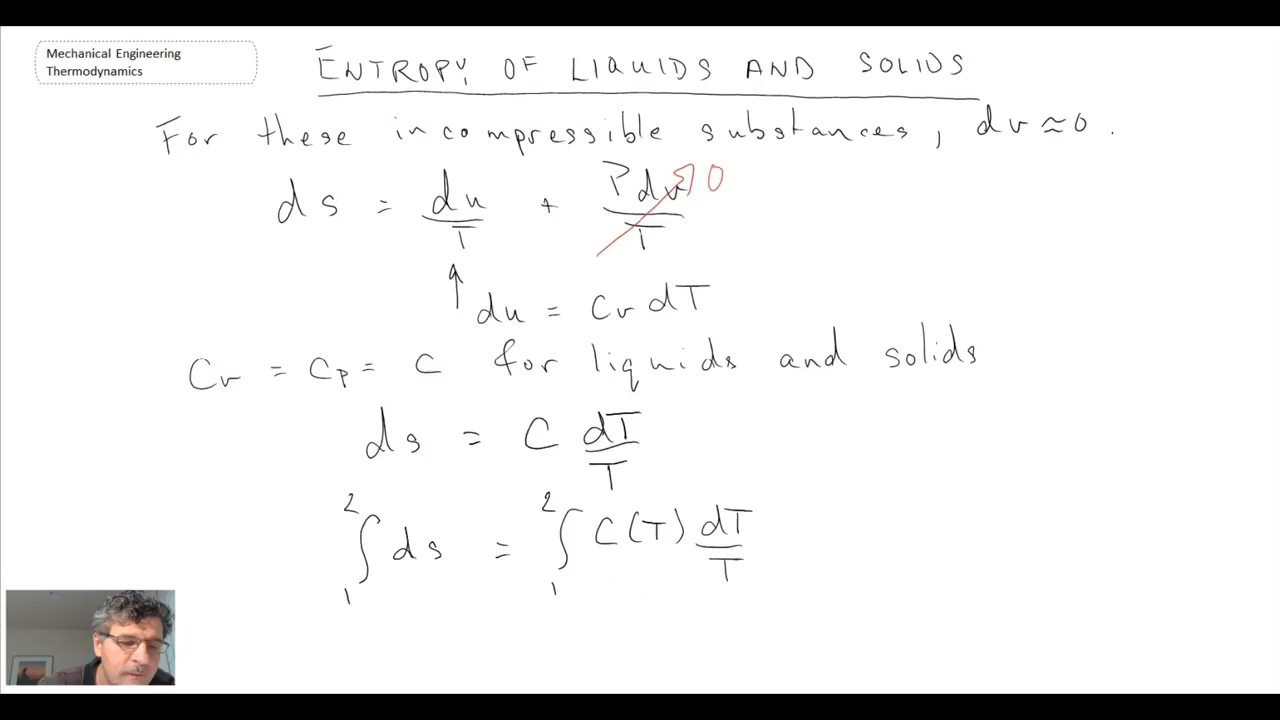 Mechanical Engineering
Thermodynamics
ENTROPY OF LIQUIDS AND SOLIDS
For these incompressible substances, dv ≈ 0.
ds = du/T + Pdv/T 0
↑ du = Cv dT
Cv = Cp = C for liquids and solids
ds = C dT/T
∫₁² ds = ∫₁² C(T) dT/T